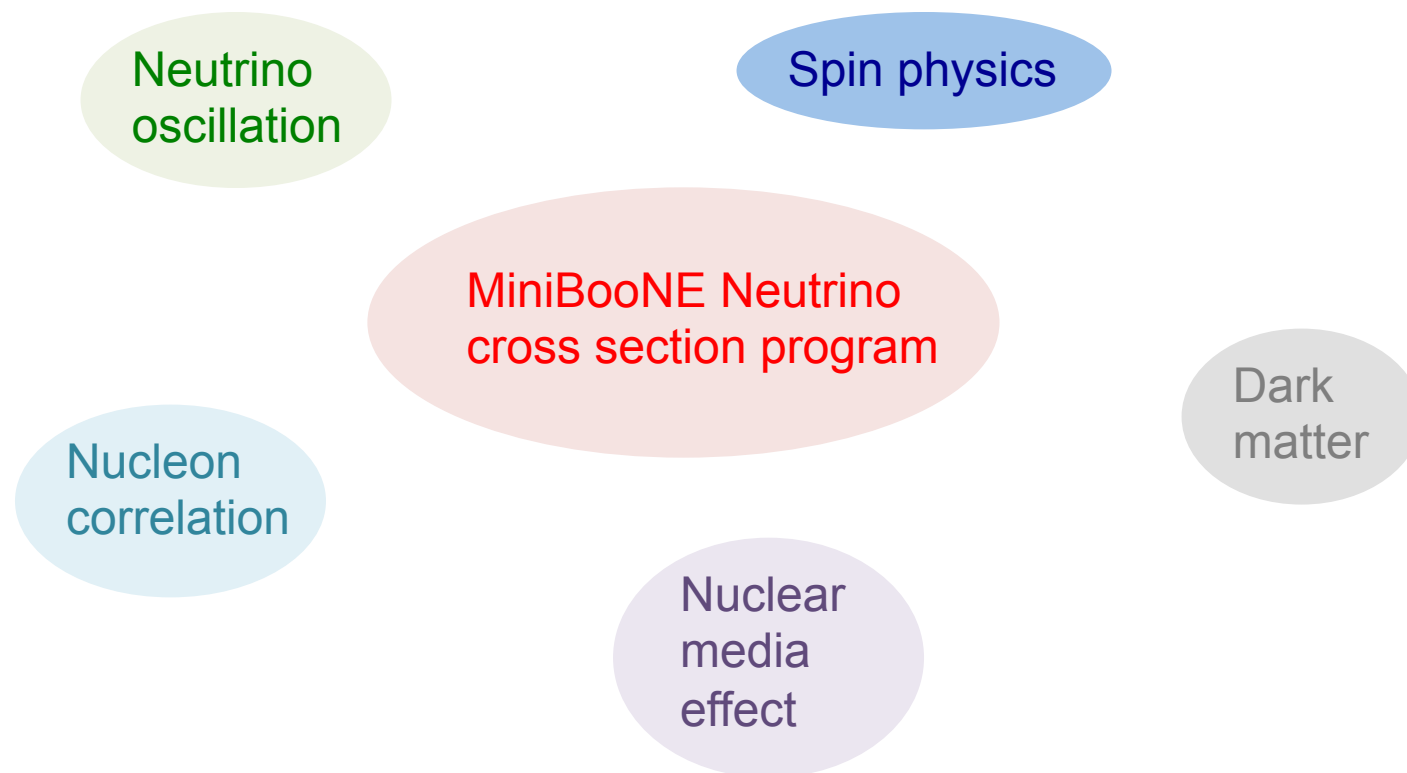 Neutrino
oscillation
Spin physics
MiniBooNE Neutrino
cross section program
Dark
matter
Nucleon
correlation
Nuclear
media
effect